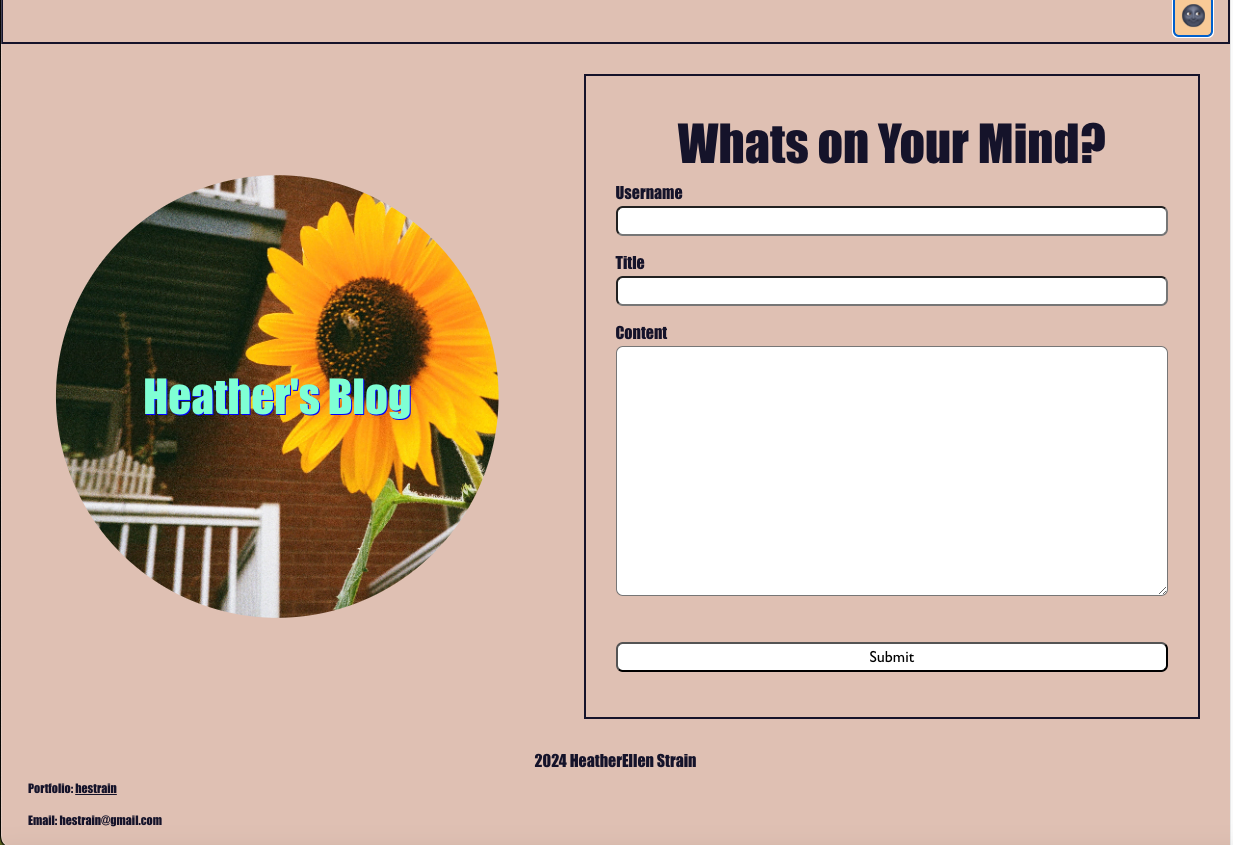 Heather's Blog
Whats on Your Mind?
Username
Title
Content
Submit
2024 HeatherEllen Strain
Portfolio: hestrain
Email: hestrain@gmail.com